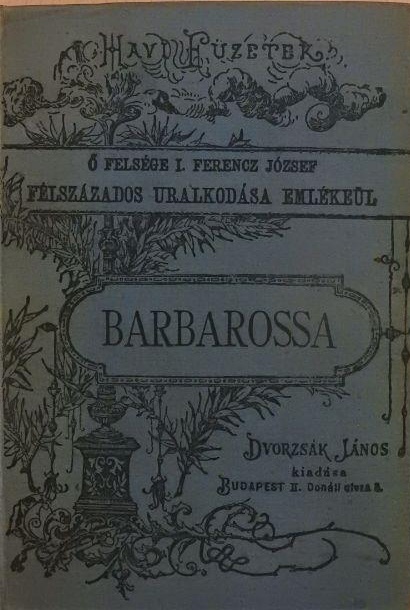 HAVI FÜZETEK
Ő FELSÉGE I. FERENCZ JÓZSEF
FÉLSZÁZADOS URALKODÁSA EMLÉKEÜL
BARBAROSSA
DVORZSÁK JÁNOS
kiadása
BUDAPEST II. Donáti utcza 8.